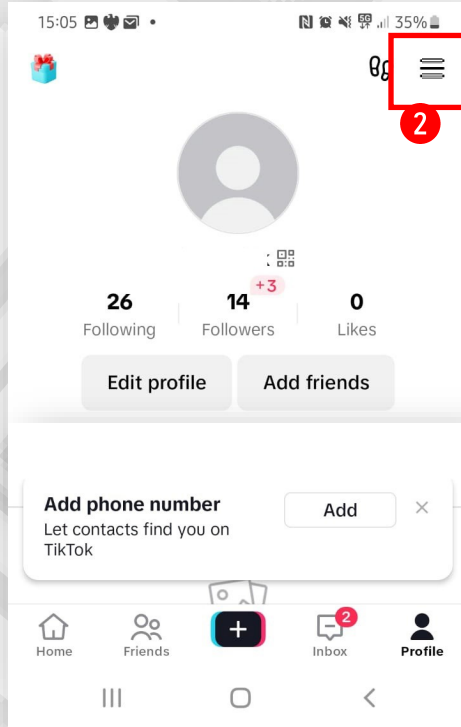 15:05
35%
2
+3
26 14 0
Following Followers Likes
Edit profile Add friends
Add phone number
Let contacts find you on
TikTok
Add
2
Home Friends Inbox Profile